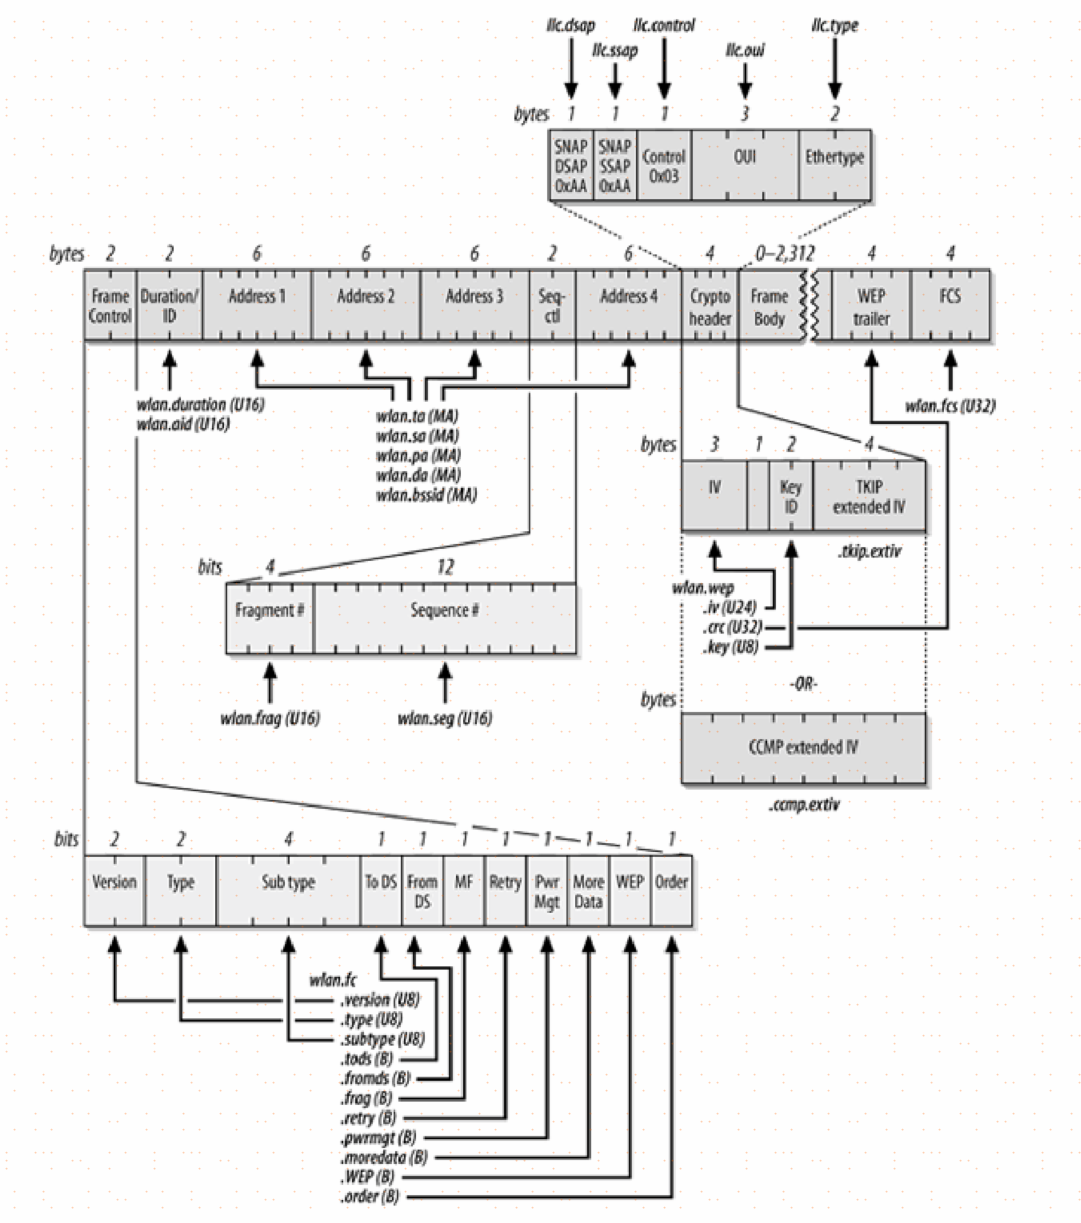 llc.dsap llc.control llc.type
llc.ssap llc.oui
bytes 1 1 1 3 2
SNAP DSAP 0xAA
SNAP SSAP 0xAA
Control 0x03
OUI
Ethertype
bytes 2 2 6 6 6 2 6 4 0–2,312 4 4
Frame Control
Duration/ ID
Address 1
Address 2
Address 3
Seq- ctl
Address 4
Crypto header
Frame Body
WEP trailer
FCS
wlan.duration (U16)
wlan.aid (U16)
wlan.ta (MA)
wlan.sa (MA)
wlan.pa (MA)
wlan.da (MA)
wlan.bssid (MA)
wlan.fcs (U32)
bytes 3 1 2 4
IV
Key ID
TKIP extended IV
.tkip.extiv
wlan.wep
.iv (U24)
.crc (U32)
.key (U8)
-OR-
bytes
CCMP extended IV
.ccmp.extiv
bits 4 12
Fragment # Sequence #
wlan.frag (U16) wlan.seg (U16)
bits 2 2 4 1 1 1 1 1 1 1 1
Version
Type
Sub type
To DS
From DS
MF
Retry
Pwr Mgt
More Data
WEP
Order
wlan.fc
.version (U8)
.type (U8)
.subtype (U8)
.tods (B)
.fromds (B)
.frag (B)
.retry (B)
.pwrmgt (B)
.moredata (B)
.WEP (B)
.order (B)